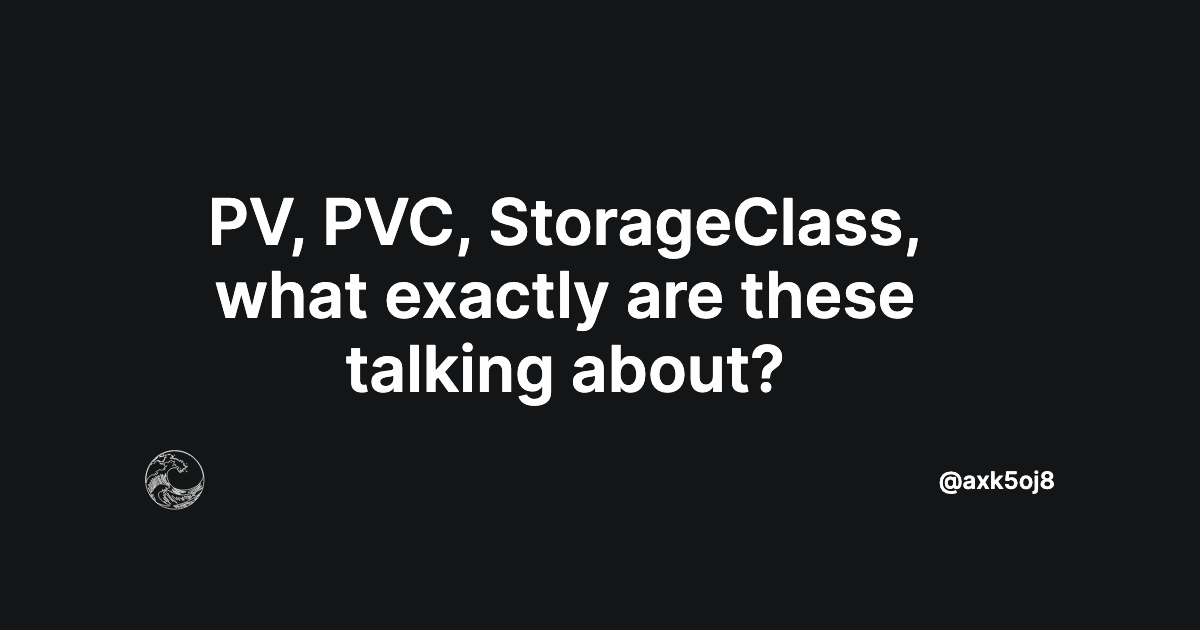 PV, PVC, StorageClass,
what exactly are these
talking about?
@axk5oj8